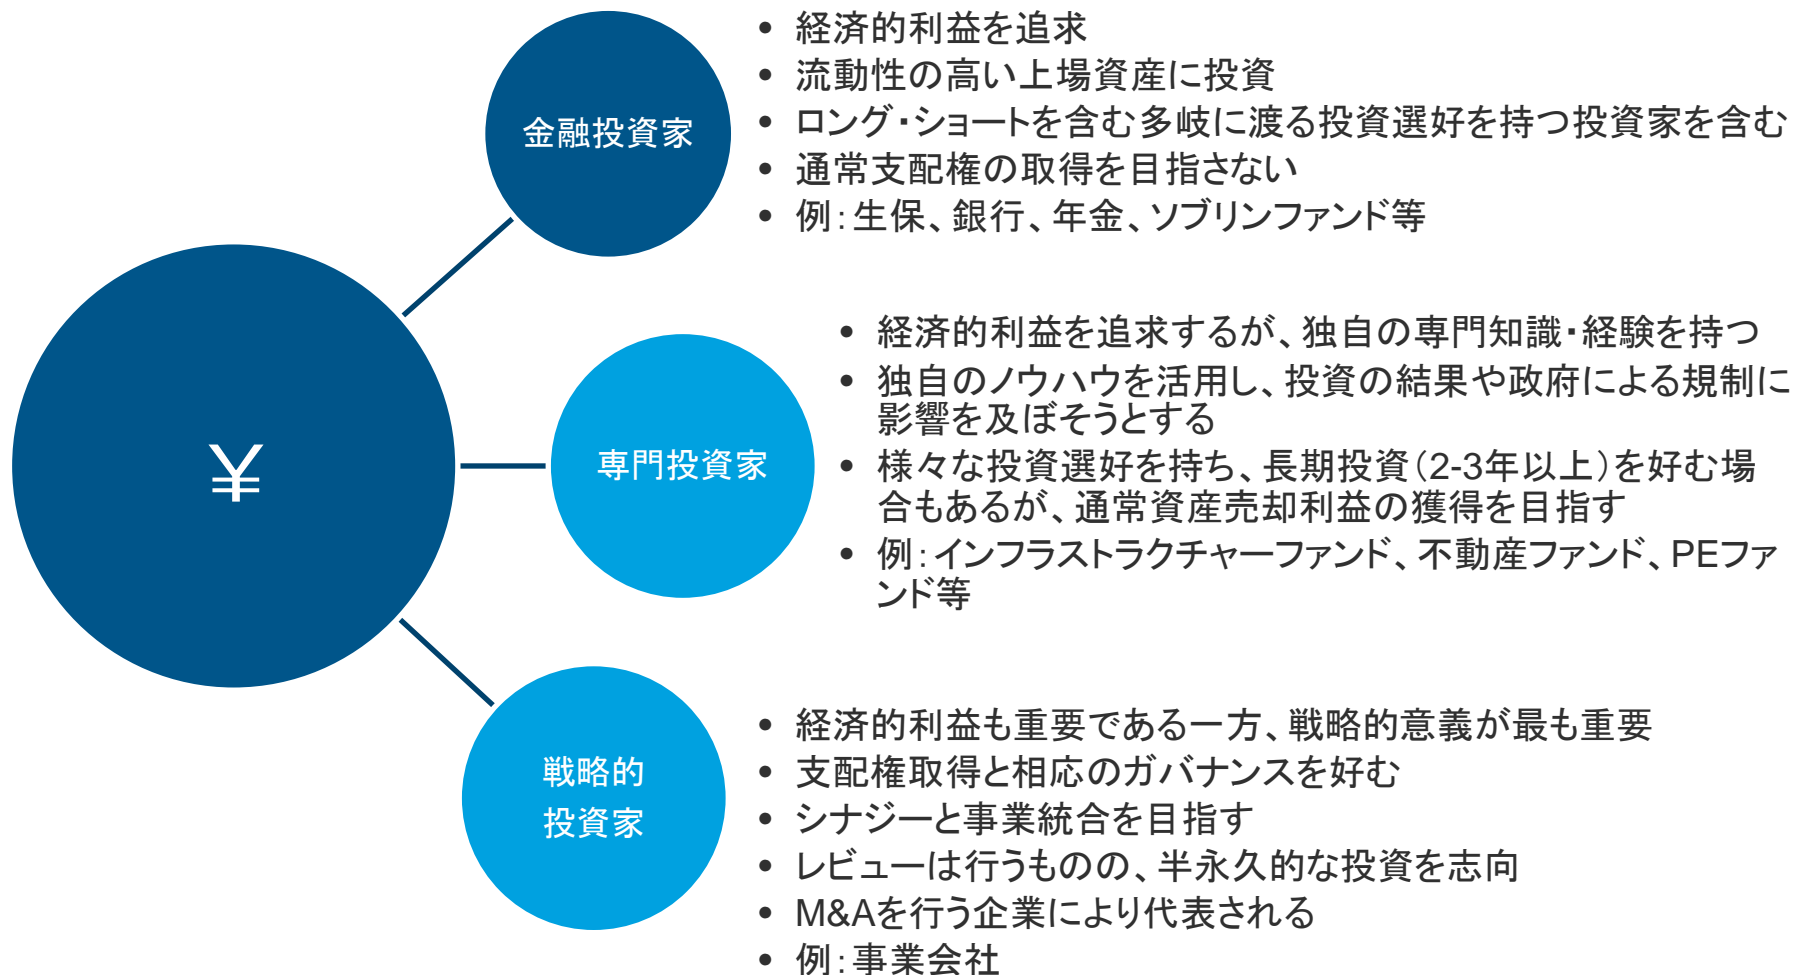 • 経済的利益を追求
• 流動性の高い上場資産に投資
• ロング・ショートを含む多岐に渡る投資選好を持つ投資家を含む
• 通常支配権の取得を目指さない
• 例：生保、銀行、年金、ソブリンファンド等
金融投資家
• 経済的利益を追求するが、独自の専門知識・経験を持つ
• 独自のノウハウを活用し、投資の結果や政府による規制に
影響を及ぼそうとする
• 様々な投資選好を持ち、長期投資（2-3年以上）を好む場
合もあるが、通常資産売却利益の獲得を目指す
• 例：インフラストラクチャーファンド、不動産ファンド、PEファ
ンド等
専門投資家
¥
• 経済的利益も重要である一方、戦略的意義が最も重要
• 支配権取得と相応のガバナンスを好む
• シナジーと事業統合を目指す
• レビューは行うものの、半永久的な投資を志向
• M&Aを行う企業により代表される
• 例：事業会社
戦略的
投資家